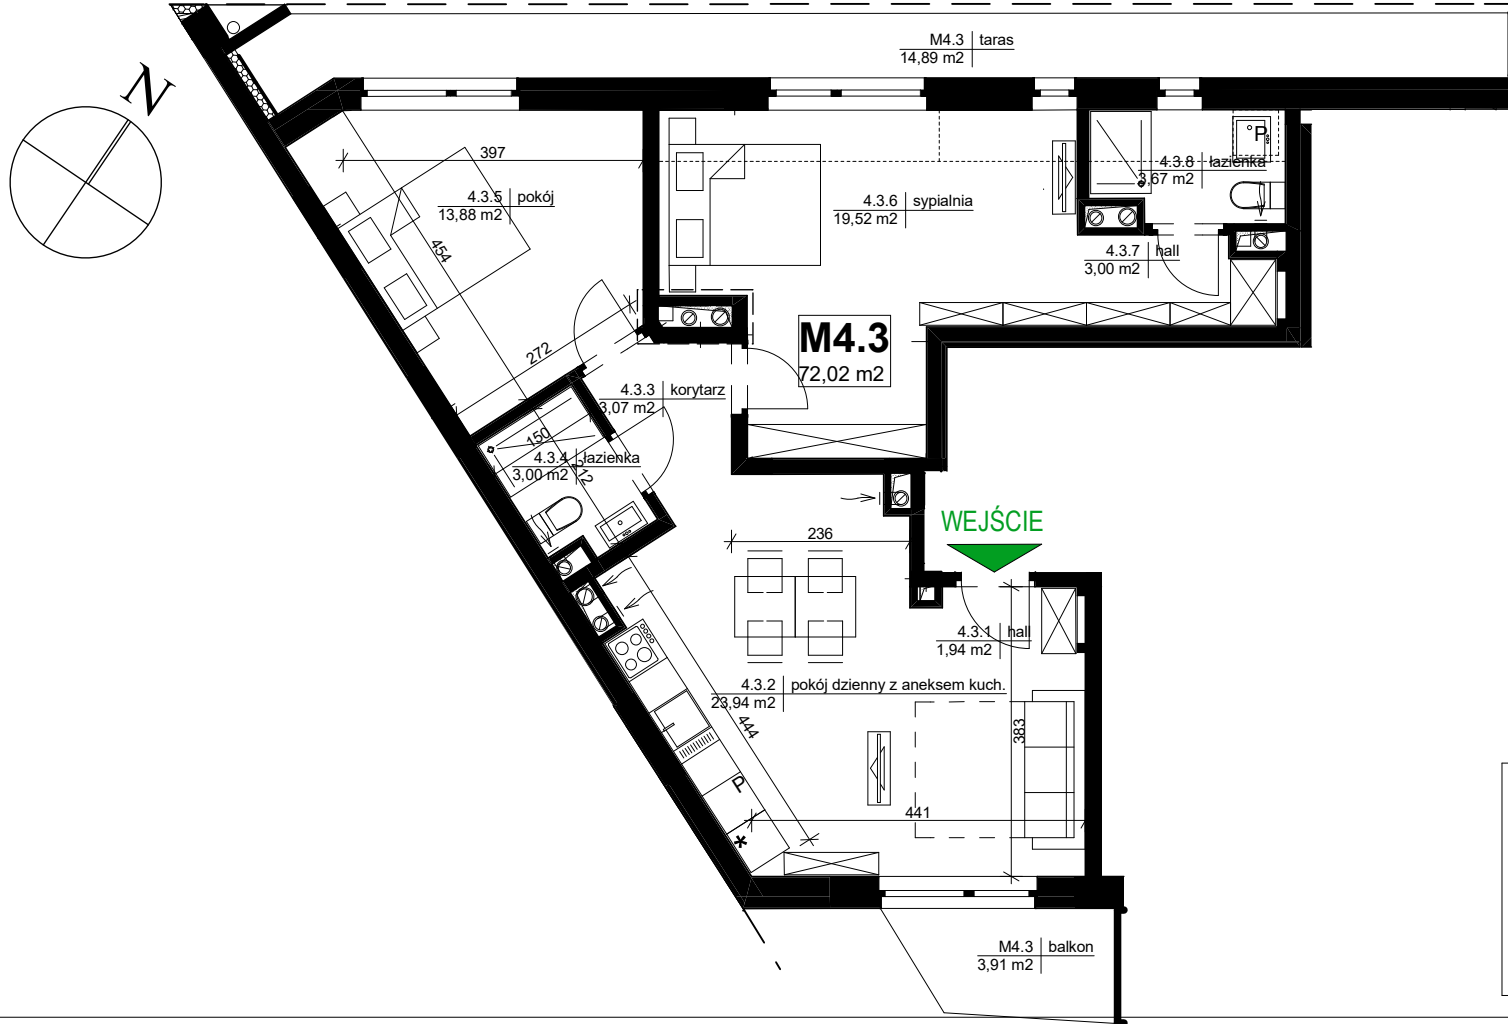 N
M4.3 taras
14,89 m2
397
4.3.5 pokój
13,88 m2
454
272
4.3.6 sypialnia
19,52 m2
P
4.3.8 łazienka
3,67 m2
4.3.7 hall
3,00 m2
M4.3
72,02 m2
4.3.3 korytarz
3,07 m2
150
4.3.4 łazienka
3,00 m2
212
236
WEJŚCIE
4.3.1 hall
1,94 m2
4.3.2 pokój dzienny z aneksem kuch.
23,94 m2
444
383
P
*
441
M4.3 balkon
3,91 m2